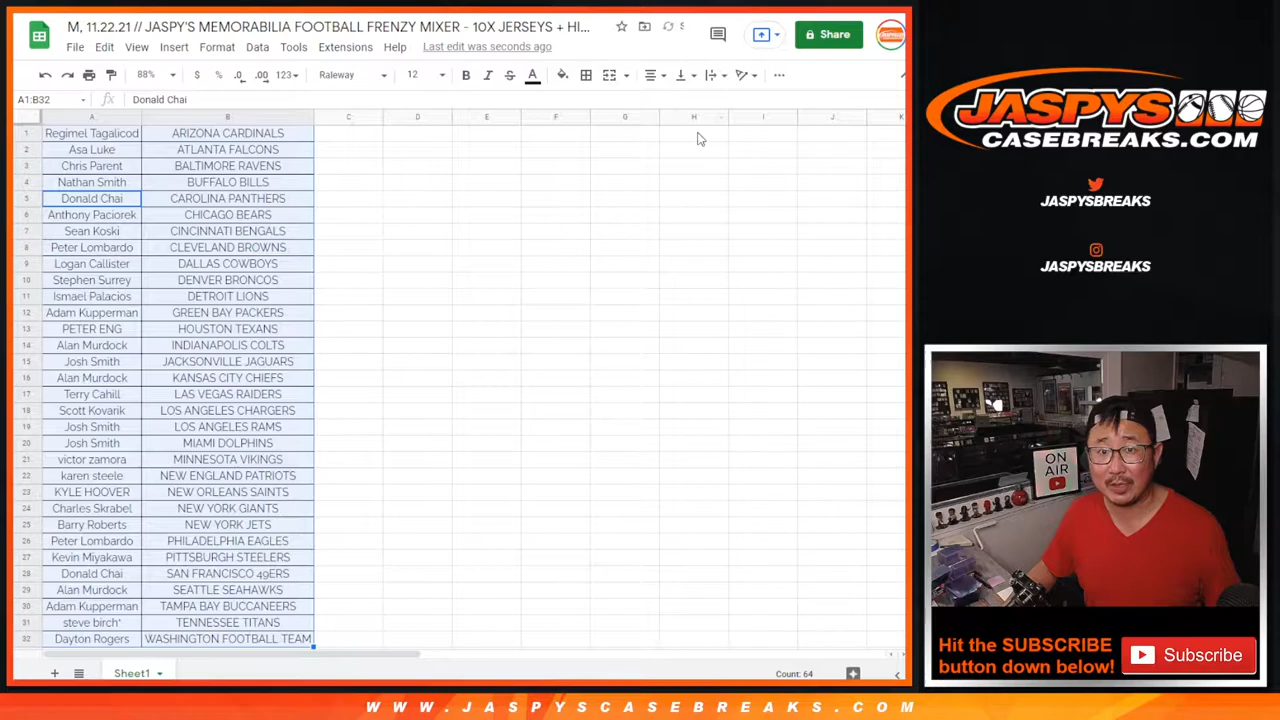 M, 11.22.21 // JASPY'S MEMORABILIA FOOTBALL FRENZY MIXER - 10X JERSEYS + HI...
Share
File Edit View Insert Format Data Tools Extensions Help Last edit was seconds ago
88% $ % .0 .00 123 Raleway 12 B I S A
A1:B32 fx Donald Chai
A B C D E F G H I J K
1 Regimel Tagalicod ARIZONA CARDINALS
2 Asa Luke ATLANTA FALCONS
3 Chris Parent BALTIMORE RAVENS
4 Nathan Smith BUFFALO BILLS
5 Donald Chai CAROLINA PANTHERS
6 Anthony Paciorek CHICAGO BEARS
7 Sean Koski CINCINNATI BENGALS
8 Peter Lombardo CLEVELAND BROWNS
9 Logan Callister DALLAS COWBOYS
10 Stephen Surrey DENVER BRONCOS
11 Ismael Palacios DETROIT LIONS
12 Adam Kupperman GREEN BAY PACKERS
13 PETER ENG HOUSTON TEXANS
14 Alan Murdock INDIANAPOLIS COLTS
15 Josh Smith JACKSONVILLE JAGUARS
16 Alan Murdock KANSAS CITY CHIEFS
17 Terry Cahill LAS VEGAS RAIDERS
18 Scott Kovarik LOS ANGELES CHARGERS
19 Josh Smith LOS ANGELES RAMS
20 Josh Smith MIAMI DOLPHINS
21 victor zamora MINNESOTA VIKINGS
22 karen steele NEW ENGLAND PATRIOTS
23 KYLE HOOVER NEW ORLEANS SAINTS
24 Charles Skrabel NEW YORK GIANTS
25 Barry Roberts NEW YORK JETS
26 Peter Lombardo PHILADELPHIA EAGLES
27 Kevin Miyakawa PITTSBURGH STEELERS
28 Donald Chai SAN FRANCISCO 49ERS
29 Alan Murdock SEATTLE SEAHAWKS
30 Adam Kupperman TAMPA BAY BUCCANEERS
31 steve birch* TENNESSEE TITANS
32 Dayton Rogers WASHINGTON FOOTBALL TEAM
Sheet1
Count: 64
JASPYS
CASEBREAKS.COM
JASPYSBREAKS
JASPYSBREAKS
ON
AIR
Hit the SUBSCRIBE
button down below!
Subscribe
WWW.JASPYSCASEBREAKS.COM